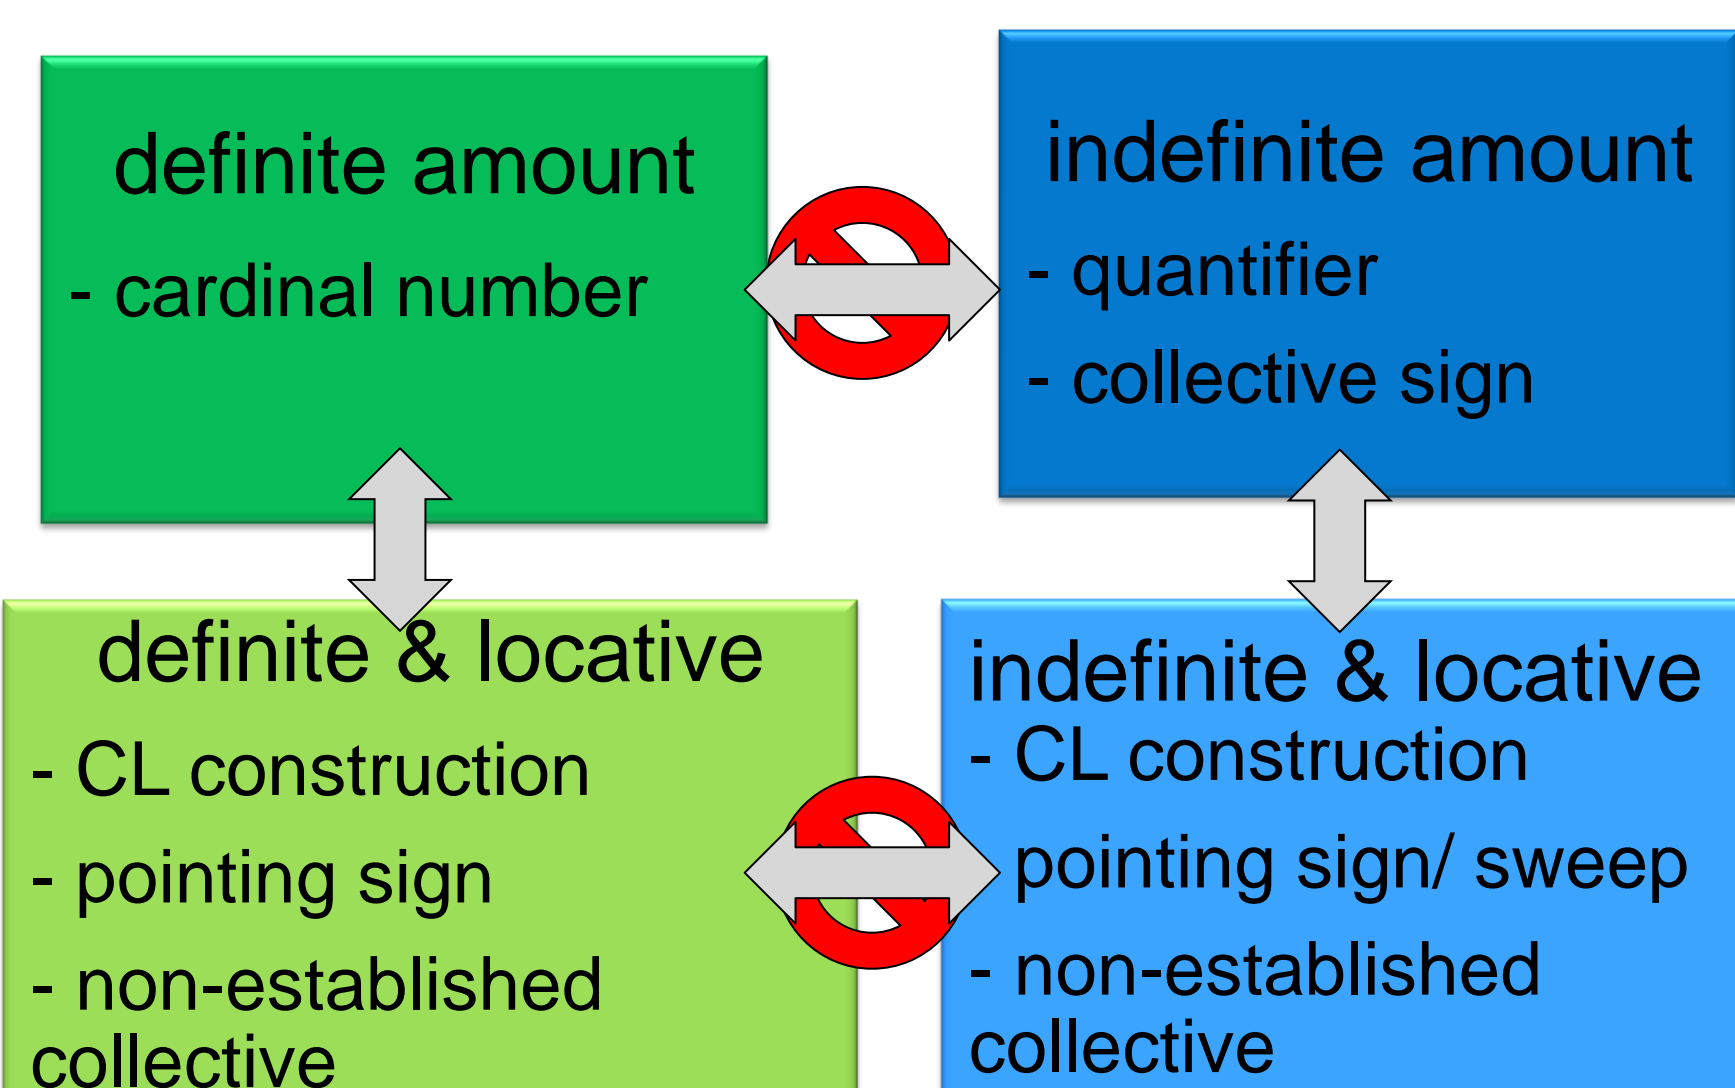 definite amount
- cardinal number
indefinite amount
- quantifier
- collective sign
definite & locative
- CL construction
- pointing sign
- non-established
collective
indefinite & locative
- CL construction
pointing sign/ sweep
- non-established
collective